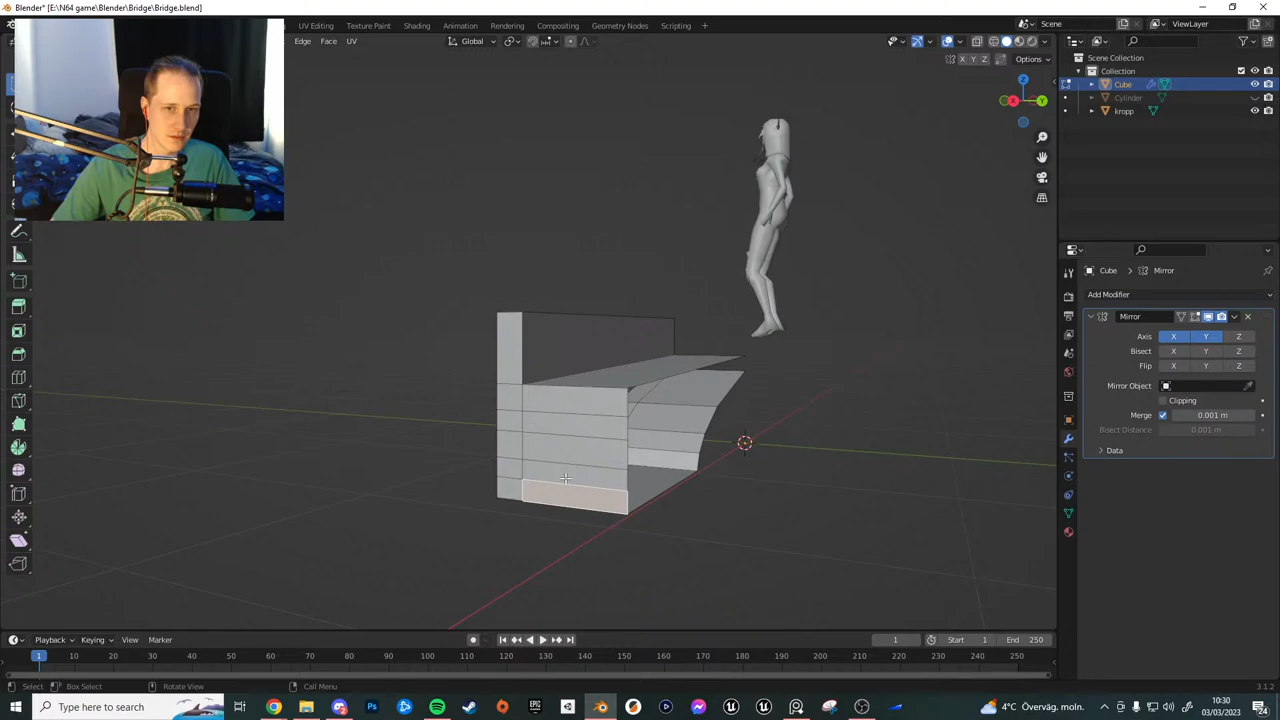 Blender* [E:\N64 game\Blender\Bridge\Bridge.blend]
UV Editing Texture Paint Shading Animation Rendering Compositing Geometry Nodes Scripting +
Scene
ViewLayer
Edge Face UV
Global
X Y Z Options
Scene Collection
Collection
Cube
Cylinder
kropp
Z
X
Y
Cube > Mirror
Add Modifier
Mirror
Axis X Y Z
Bisect X Y Z
Flip X Y Z
Mirror Object
Clipping
Merge 0.001 m
Bisect Distance 0.001 m
Data
Playback Keying View Marker
1 Start 1 End 250
1 10 20 30 40 50 60 70 80 90 100 110 120 130 140 150 160 170 180 190 200 210 220 230 240 250
Select Box Select Rotate View Call Menu 3.1.2
Type here to search
4°C Överväg. moln.
10:30
03/03/2023